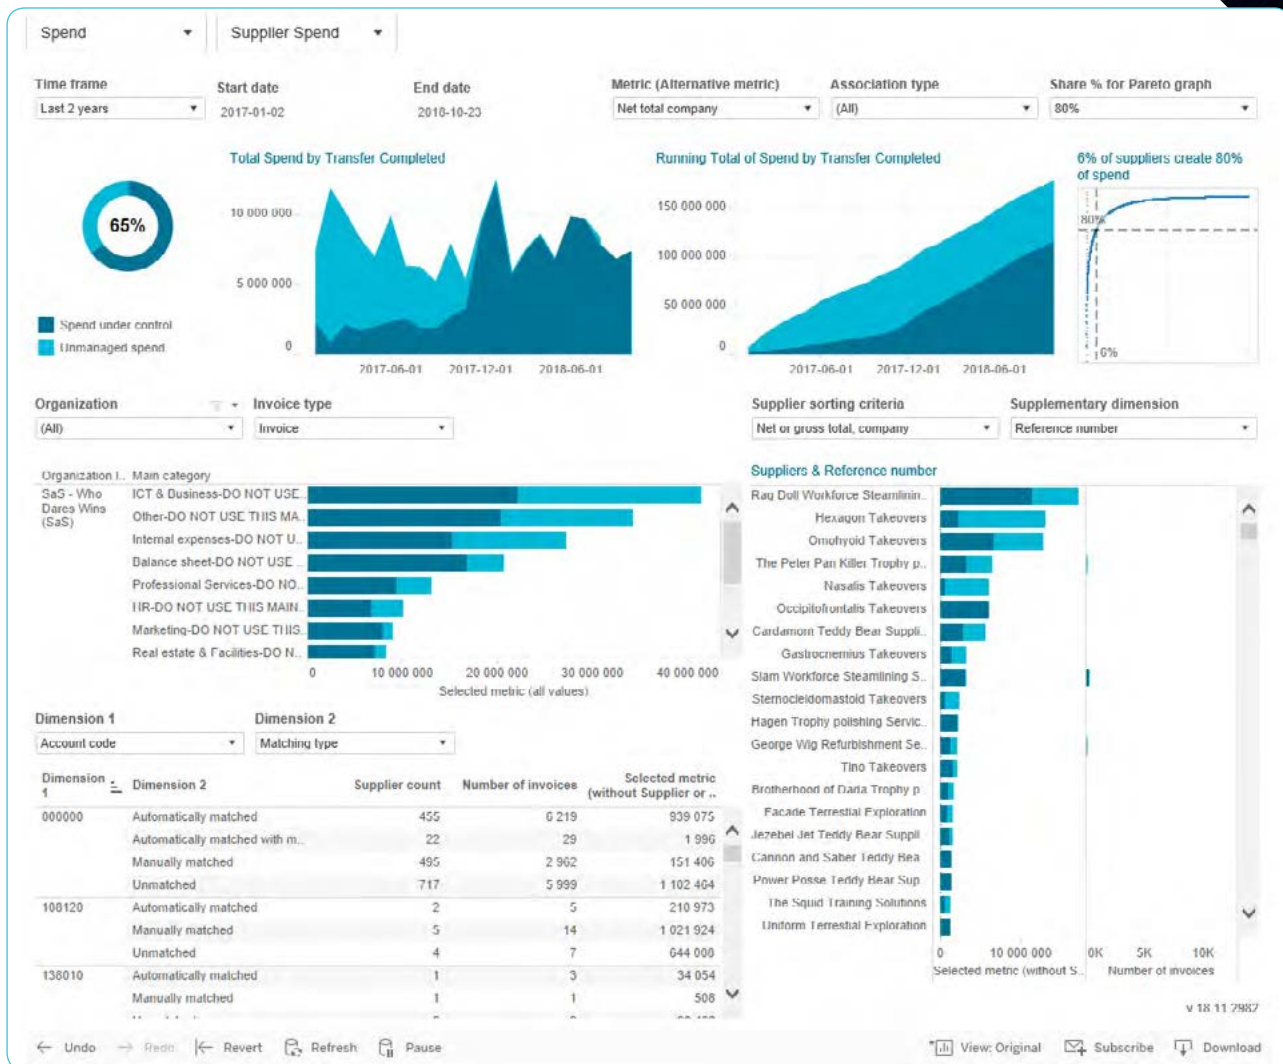 Spend
Supplier Spend
Time frame
Start date
End date
Metric (Alternative metric)
Association type
Share % for Pareto graph
Last 2 years
2017-01-02
2018-10-23
Net total company
(All)
80%
Total Spend by Transfer Completed
Running Total of Spend by Transfer Completed
6% of suppliers create 80%
of spend
65%
10 000 000
5 000 000
0
2017-06-01 2017-12-01 2018-06-01
150 000 000
100 000 000
50 000 000
0
2017-06-01 2017-12-01 2018-06-01
80%
6%
Spend under control
Unmanaged spend
Organization
Invoice type
Supplier sorting criteria
Supplementary dimension
(All)
Invoice
Net or gross total, company
Reference number
Organization I.. Main category
SaS - Who
Dares Wins
(SaS)
ICT & Business-DO NOT USE..
Other-DO NOT USE THIS MA..
Internal expenses-DO NOT U..
Balance sheet-DO NOT USE ..
Professional Services-DO NO..
HR-DO NOT USE THIS MAIN..
Marketing-DO NOT USE THIS..
Real estate & Facilities-DO N..
0 10 000 000 20 000 000 30 000 000 40 000 000
Selected metric (all values)
Suppliers & Reference number
Rag Doll Workforce Steamlinin..
Hexagon Takeovers
Omohyoid Takeovers
The Peter Pan Killer Trophy p..
Nasalis Takeovers
Occipitofrontalis Takeovers
Cardamom Teddy Bear Suppli..
Gastrocnemius Takeovers
Slam Workforce Steamlining S..
Sternocleidomastoid Takeovers
Hagen Trophy polishing Servic..
George Wig Refurbishment Se..
Tino Takeovers
Brotherhood of Dada Trophy p..
Facade Terrestial Exploration
Jezebel Jet Teddy Bear Suppli..
Cannon and Saber Teddy Bea..
Power Posse Teddy Bear Sup..
The Squid Training Solutions
Uniform Terrestial Exploration
0 10 000 000 0K 5K 10K
Selected metric (without S.. Number of invoices
Dimension 1
Dimension 2
Account code
Matching type
Dimension
1
Dimension 2
Supplier count
Number of invoices
Selected metric
(without Supplier or ..
000000 Automatically matched 455 6 219 939 075
Automatically matched with m.. 22 29 1 996
Manually matched 495 2 962 151 406
Unmatched 717 5 999 1 102 464
108120 Automatically matched 2 5 210 973
Manually matched 5 14 1 021 924
Unmatched 4 7 644 000
138010 Automatically matched 1 3 34 054
Manually matched 1 1 508
v 18 11 2982
Undo
Redo
Revert
Refresh
Pause
View: Original
Subscribe
Download